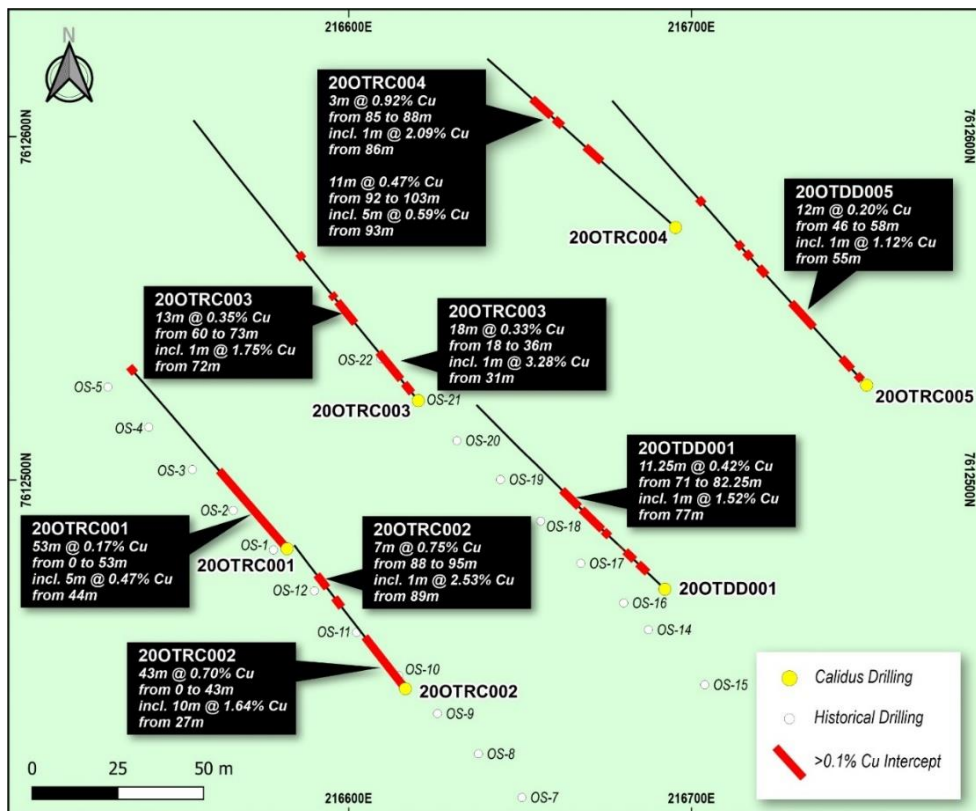 216600E
216700E
N
7612600N
7612600N
20OTRC004
3m @ 0.92% Cu
from 85 to 88m
incl. 1m @ 2.09% Cu
from 86m
11m @ 0.47% Cu
from 92 to 103m
incl. 5m @ 0.59% Cu
from 93m
20OTRC004
20OTDD005
12m @ 0.20% Cu
from 46 to 58m
incl. 1m @ 1.12% Cu
from 55m
20OTRC003
13m @ 0.35% Cu
from 60 to 73m
incl. 1m @ 1.75% Cu
from 72m
20OTRC003
18m @ 0.33% Cu
from 18 to 36m
incl. 1m @ 3.28% Cu
from 31m
OS-22
OS-21
20OTRC003
20OTRC005
OS-5
OS-4
OS-3
OS-2
OS-1
OS-20
OS-19
OS-18
OS-17
OS-16
OS-14
OS-15
7612500N
7612500N
20OTDD001
11.25m @ 0.42% Cu
from 71 to 82.25m
incl. 1m @ 1.52% Cu
from 77m
20OTDD001
20OTRC001
53m @ 0.17% Cu
from 0 to 53m
incl. 5m @ 0.47% Cu
from 44m
20OTRC001
20OTRC002
7m @ 0.75% Cu
from 88 to 95m
incl. 1m @ 2.53% Cu
from 89m
OS-12
OS-11
OS-10
20OTRC002
43m @ 0.70% Cu
from 0 to 43m
incl. 10m @ 1.64% Cu
from 27m
20OTRC002
OS-9
OS-8
OS-7
Calidus Drilling
Historical Drilling
>0.1% Cu Intercept
0 25 50 m
216600E
216700E